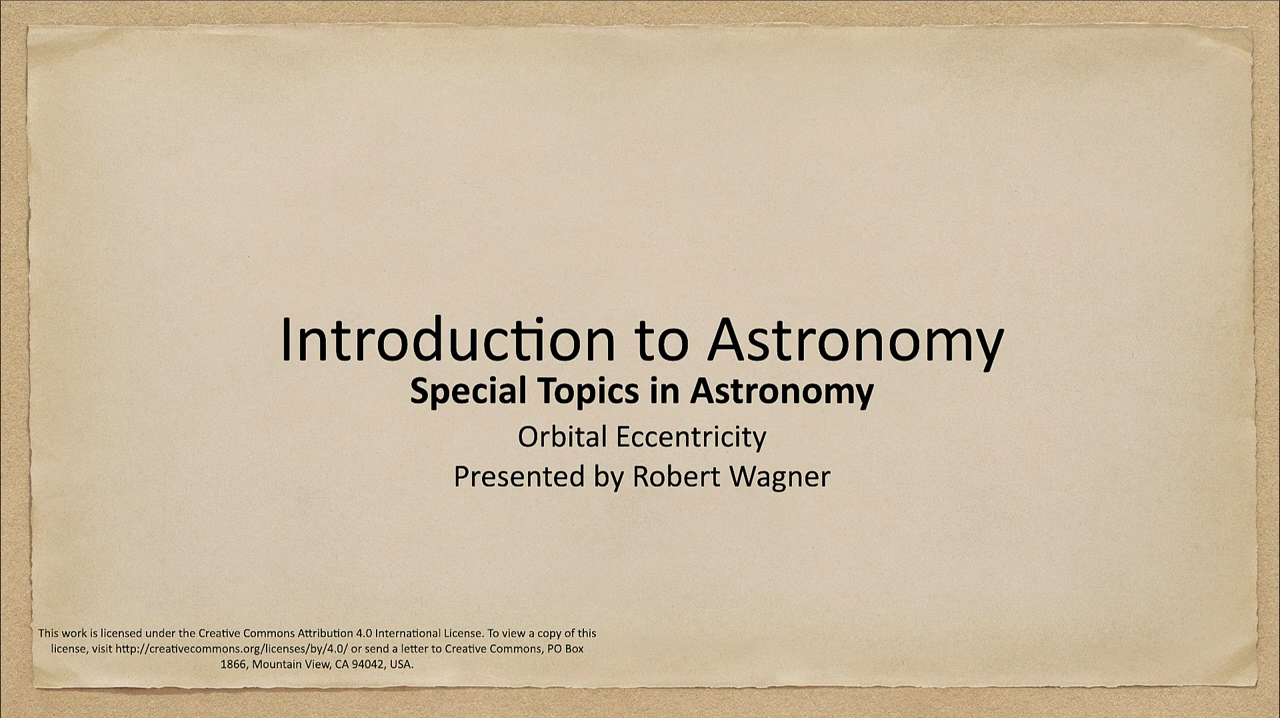 Introduction to Astronomy
Special Topics in Astronomy
Orbital Eccentricity
Presented by Robert Wagner
This work is licensed under the Creative Commons Attribution 4.0 International License. To view a copy of this
license, visit http://creativecommons.org/licenses/by/4.0/ or send a letter to Creative Commons, PO Box
1866, Mountain View, CA 94042, USA.